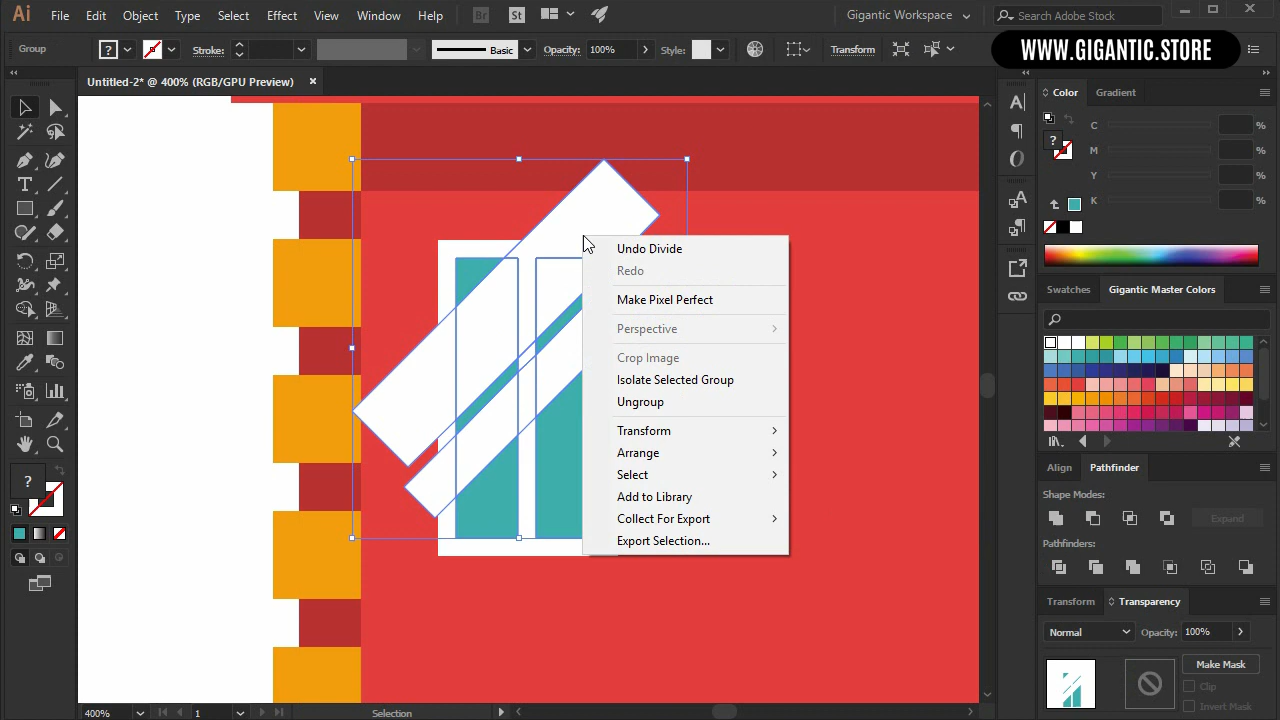 Ai File Edit Object Type Select Effect View Window Help Br St Gigantic Workspace Search Adobe Stock
Group ? Stroke: Basic Opacity: 100% Style: Transform WWW.GIGANTIC.STORE
Untitled-2* @ 400% (RGB/GPU Preview)
Color Gradient
C %
M %
Y %
K %
?
Undo Divide
Redo
Make Pixel Perfect
Perspective
Crop Image
Isolate Selected Group
Ungroup
Transform
Arrange
Select
Add to Library
Collect For Export
Export Selection...
Swatches Gigantic Master Colors
Align Pathfinder
Shape Modes:
Expand
Pathfinders:
Transform Transparency
Normal Opacity: 100%
Make Mask
Clip
Invert Mask
?
400% 1 Selection